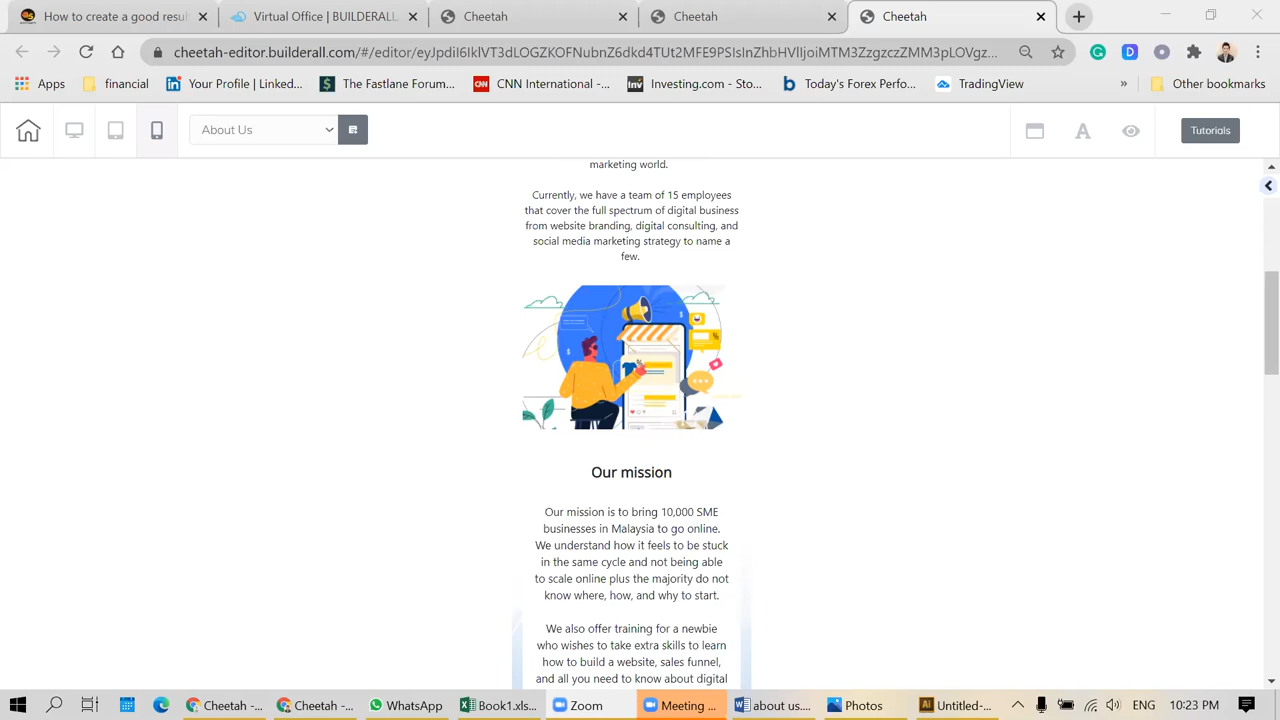 How to create a good resul
Virtual Office | BUILDERALL
Cheetah
Cheetah
Cheetah
cheetah-editor.builderall.com/#/editor/eyJpdiI6IklVT3dLOGZKOFNubnZ6dkd4TUt2MFE9PSIsInZhbHVlIjoiMTM3ZzgzczZMM3pLOVgz...
Apps
financial
Your Profile | Linked...
The Fastlane Forum...
CNN International -...
Investing.com - Sto...
Today's Forex Perfo...
TradingView
»
Other bookmarks
About Us
Tutorials
marketing world.
Currently, we have a team of 15 employees
that cover the full spectrum of digital business
from website branding, digital consulting, and
social media marketing strategy to name a
few.
Our mission
Our mission is to bring 10,000 SME
businesses in Malaysia to go online.
We understand how it feels to be stuck
in the same cycle and not being able
to scale online plus the majority do not
know where, how, and why to start.
We also offer training for a newbie
who wishes to take extra skills to learn
how to build a website, sales funnel,
and all you need to know about digital
Cheetah -...
Cheetah -...
WhatsApp
Book1.xls...
Zoom
Meeting ...
about us....
Photos
Untitled-...
ENG
10:23 PM